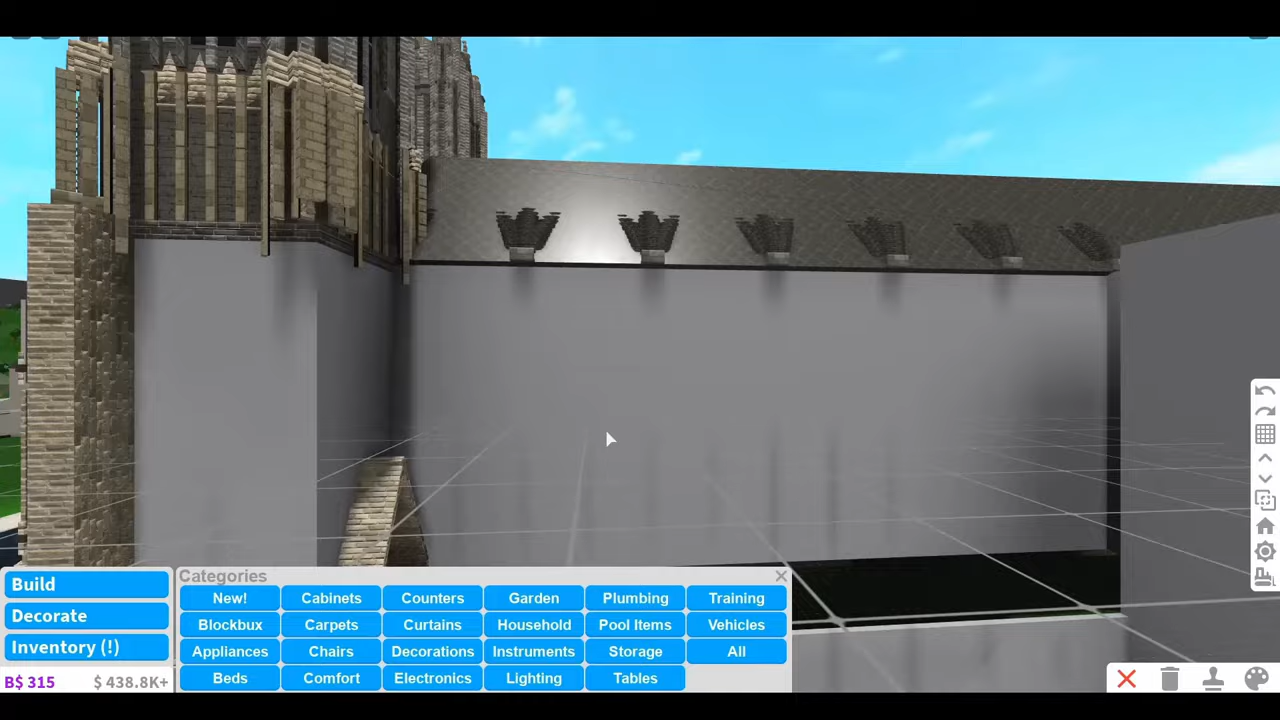 Build
Decorate
Inventory (!)
B$ 315 $ 438.8K+
Categories
New! Cabinets Counters Garden Plumbing Training
Blockbux Carpets Curtains Household Pool Items Vehicles
Appliances Chairs Decorations Instruments Storage All
Beds Comfort Electronics Lighting Tables